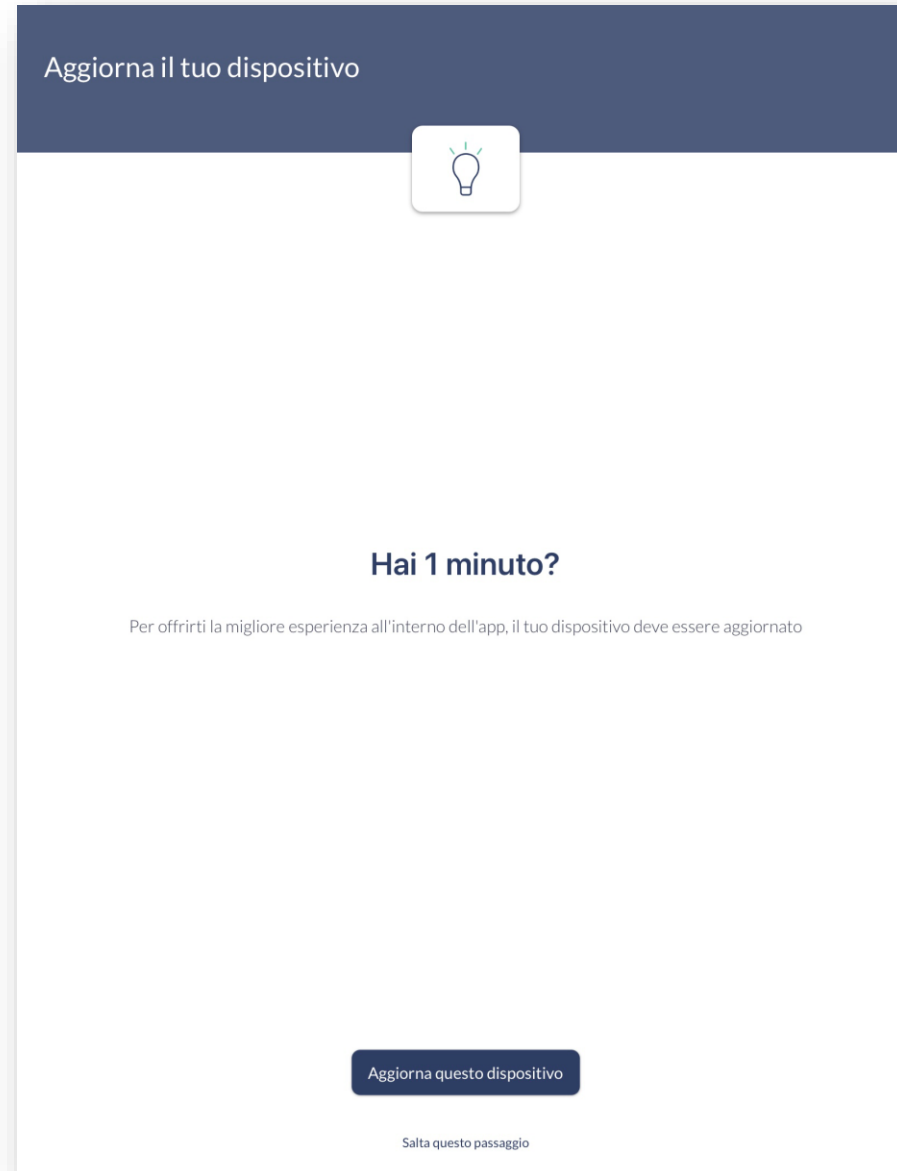 Aggiorna il tuo dispositivo
Hai 1 minuto?
Per offrirti la migliore esperienza all'interno dell'app, il tuo dispositivo deve essere aggiornato
Aggiorna questo dispositivo
Salta questo passaggio